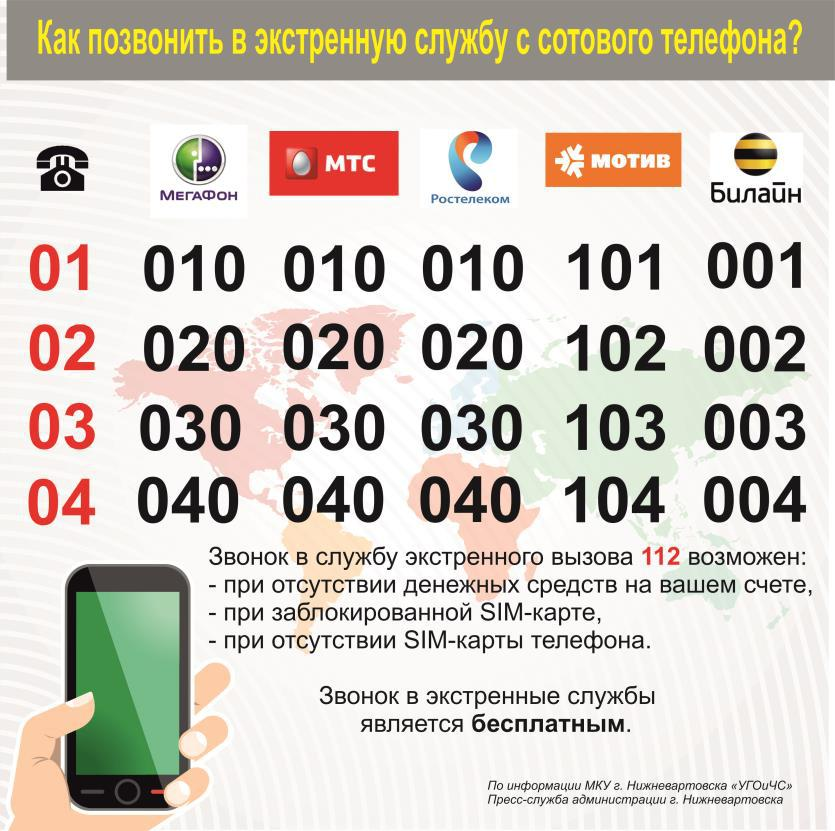 Как позвонить в экстренную службу с сотового телефона?
МЕГАФОН МТС Ростелеком МОТИВ Билайн
01 010 010 010 101 001
02 020 020 020 102 002
03 030 030 030 103 003
04 040 040 040 104 004
Звонок в службу экстренного вызова 112 возможен:
- при отсутствии денежных средств на вашем счете,
- при заблокированной SIM-карте,
- при отсутствии SIM-карты телефона.
Звонок в экстренные службы
является бесплатным.
По информации МКУ г. Нижневартовска «УГОиЧС»
Пресс-служба администрации г. Нижневартовска